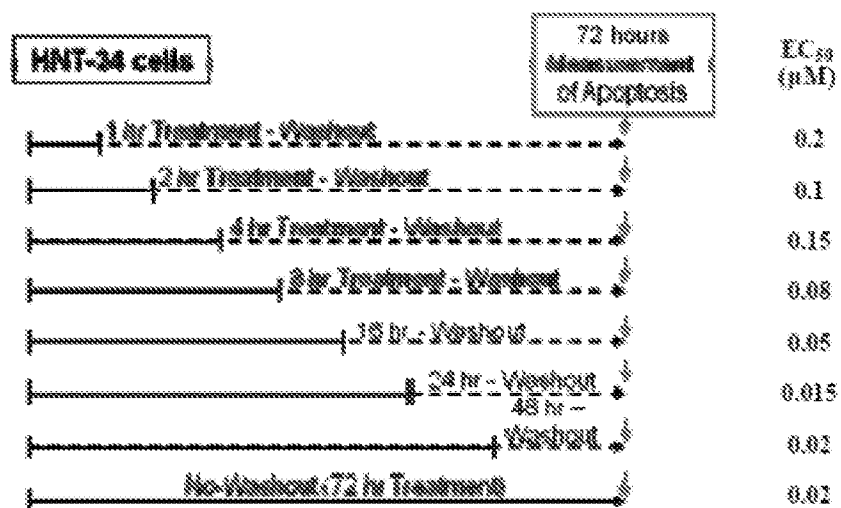 HNT-34 cells
72 hours
Measurement
of Apoptosis
EC50
(µM)
1 hr Treatment - Washout
0.2
2 hr Treatment - Washout
0.1
4 hr Treatment - Washout
0.15
8 hr Treatment - Washout
0.08
hr - Washout
0.05
24 hr - Washout
0.015
48 hr -
Washout
0.02
No-Washout (72 hr Treatment)
0.02